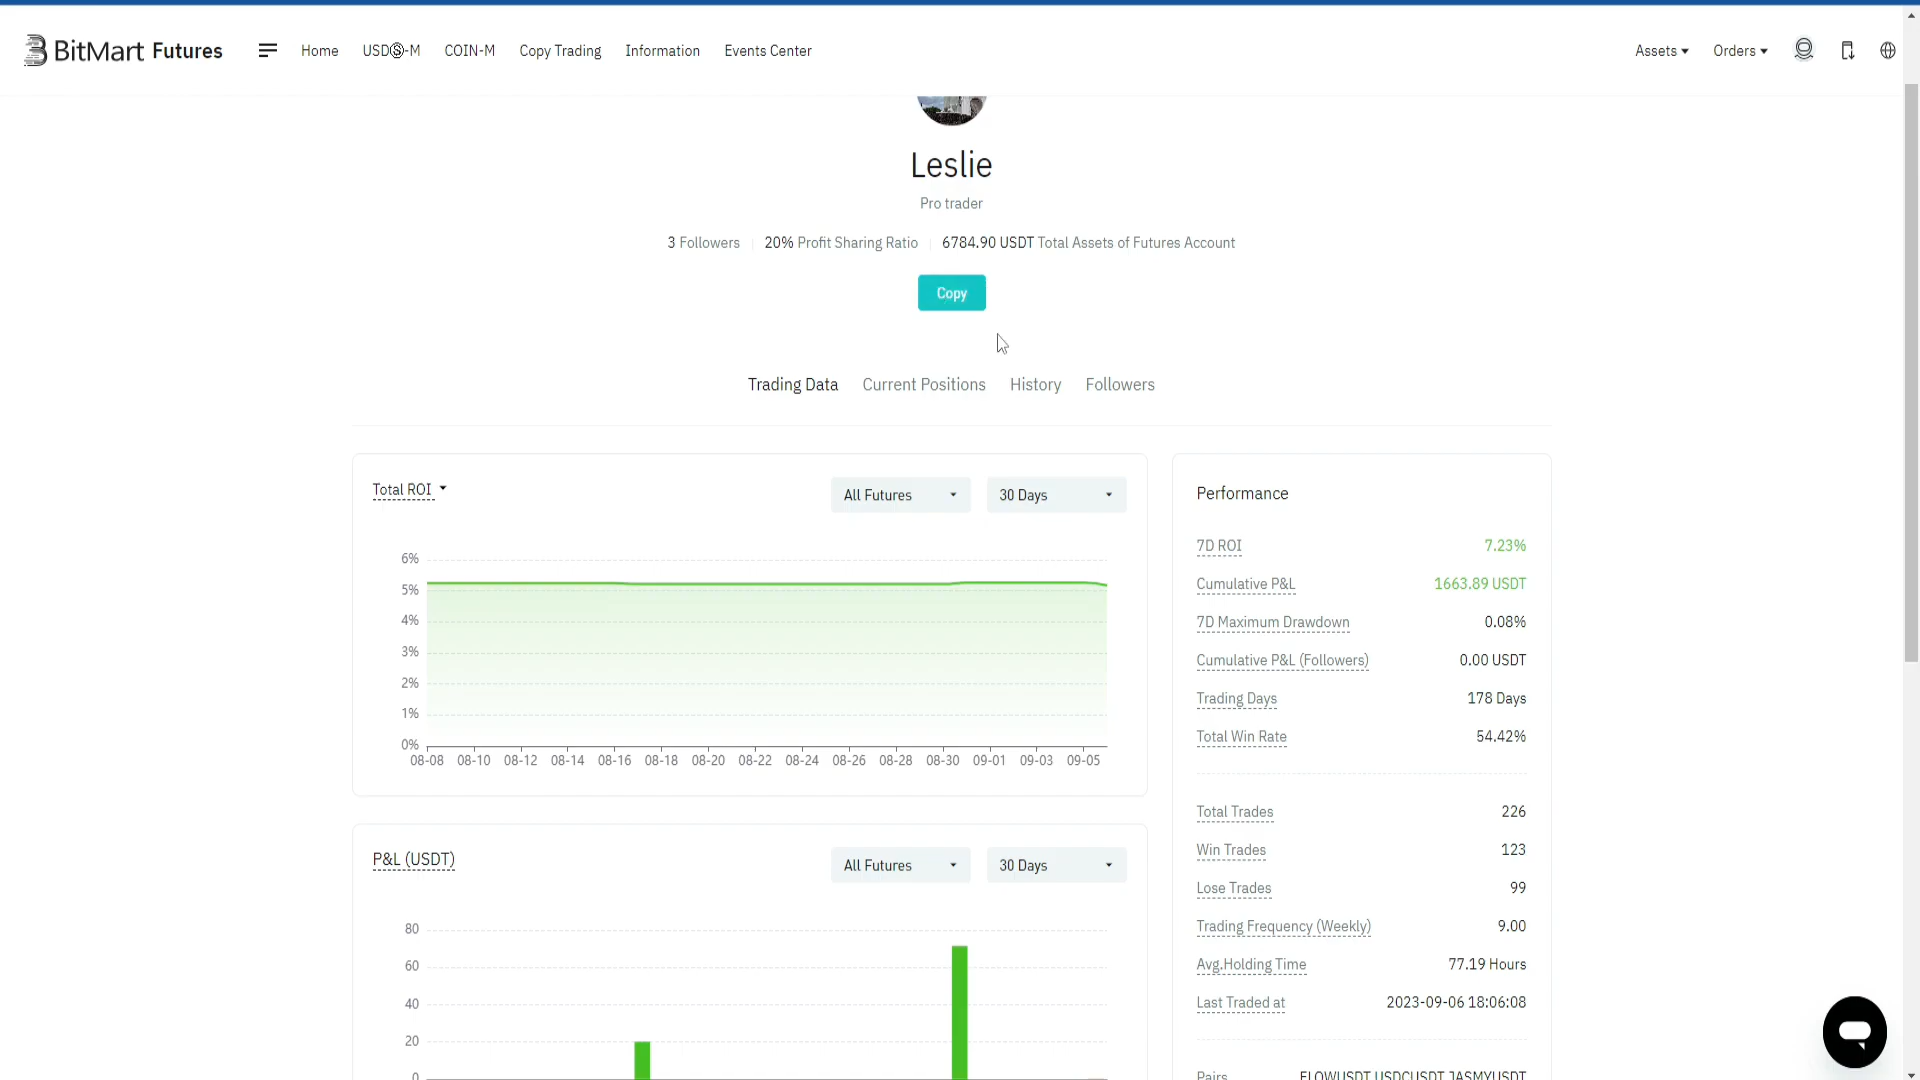 BitMart Futures
Home USDⓈ-M COIN-M Copy Trading Information Events Center
Assets Orders
Leslie
Pro trader
3 Followers 20% Profit Sharing Ratio 6784.90 USDT Total Assets of Futures Account
Copy
Trading Data Current Positions History Followers
Total ROI All Futures 30 Days
6%
5%
4%
3%
2%
1%
0%
08-08 08-10 08-12 08-14 08-16 08-18 08-20 08-22 08-24 08-26 08-28 08-30 09-01 09-03 09-05
P&L (USDT) All Futures 30 Days
80
60
40
20
0
Performance
7D ROI 7.23%
Cumulative P&L 1663.89 USDT
7D Maximum Drawdown 0.08%
Cumulative P&L (Followers) 0.00 USDT
Trading Days 178 Days
Total Win Rate 54.42%
Total Trades 226
Win Trades 123
Lose Trades 99
Trading Frequency (Weekly) 9.00
Avg.Holding Time 77.19 Hours
Last Traded at 2023-09-06 18:06:08
Pairs FLOWUSDT USDCUSDT JASMYUSDT